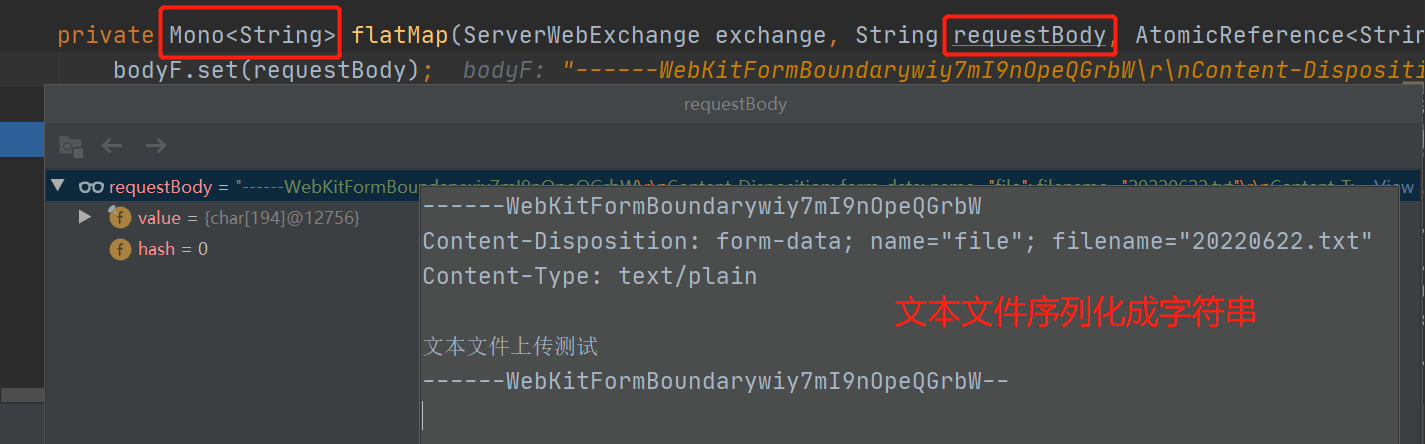 private Mono<String> flatMap(ServerWebExchange exchange, String requestBody, AtomicReference<Strin
bodyF.set(requestBody); bodyF: "------WebKitFormBoundarywiy7mI9nOpeQGrbW\r\nContent-Dispositi
requestBody
requestBody = "------WebKitFormBoundarywiy7mI9nOpeQGrbW\r\nContent-Disposition: form-data; name="file"; filename="20220622.txt"\r\nContent-Ty... View
value = {char[194]@12756}
hash = 0
------WebKitFormBoundarywiy7mI9nOpeQGrbW
Content-Disposition: form-data; name="file"; filename="20220622.txt"
Content-Type: text/plain
文本文件序列化成字符串
文本文件上传测试
------WebKitFormBoundarywiy7mI9nOpeQGrbW--